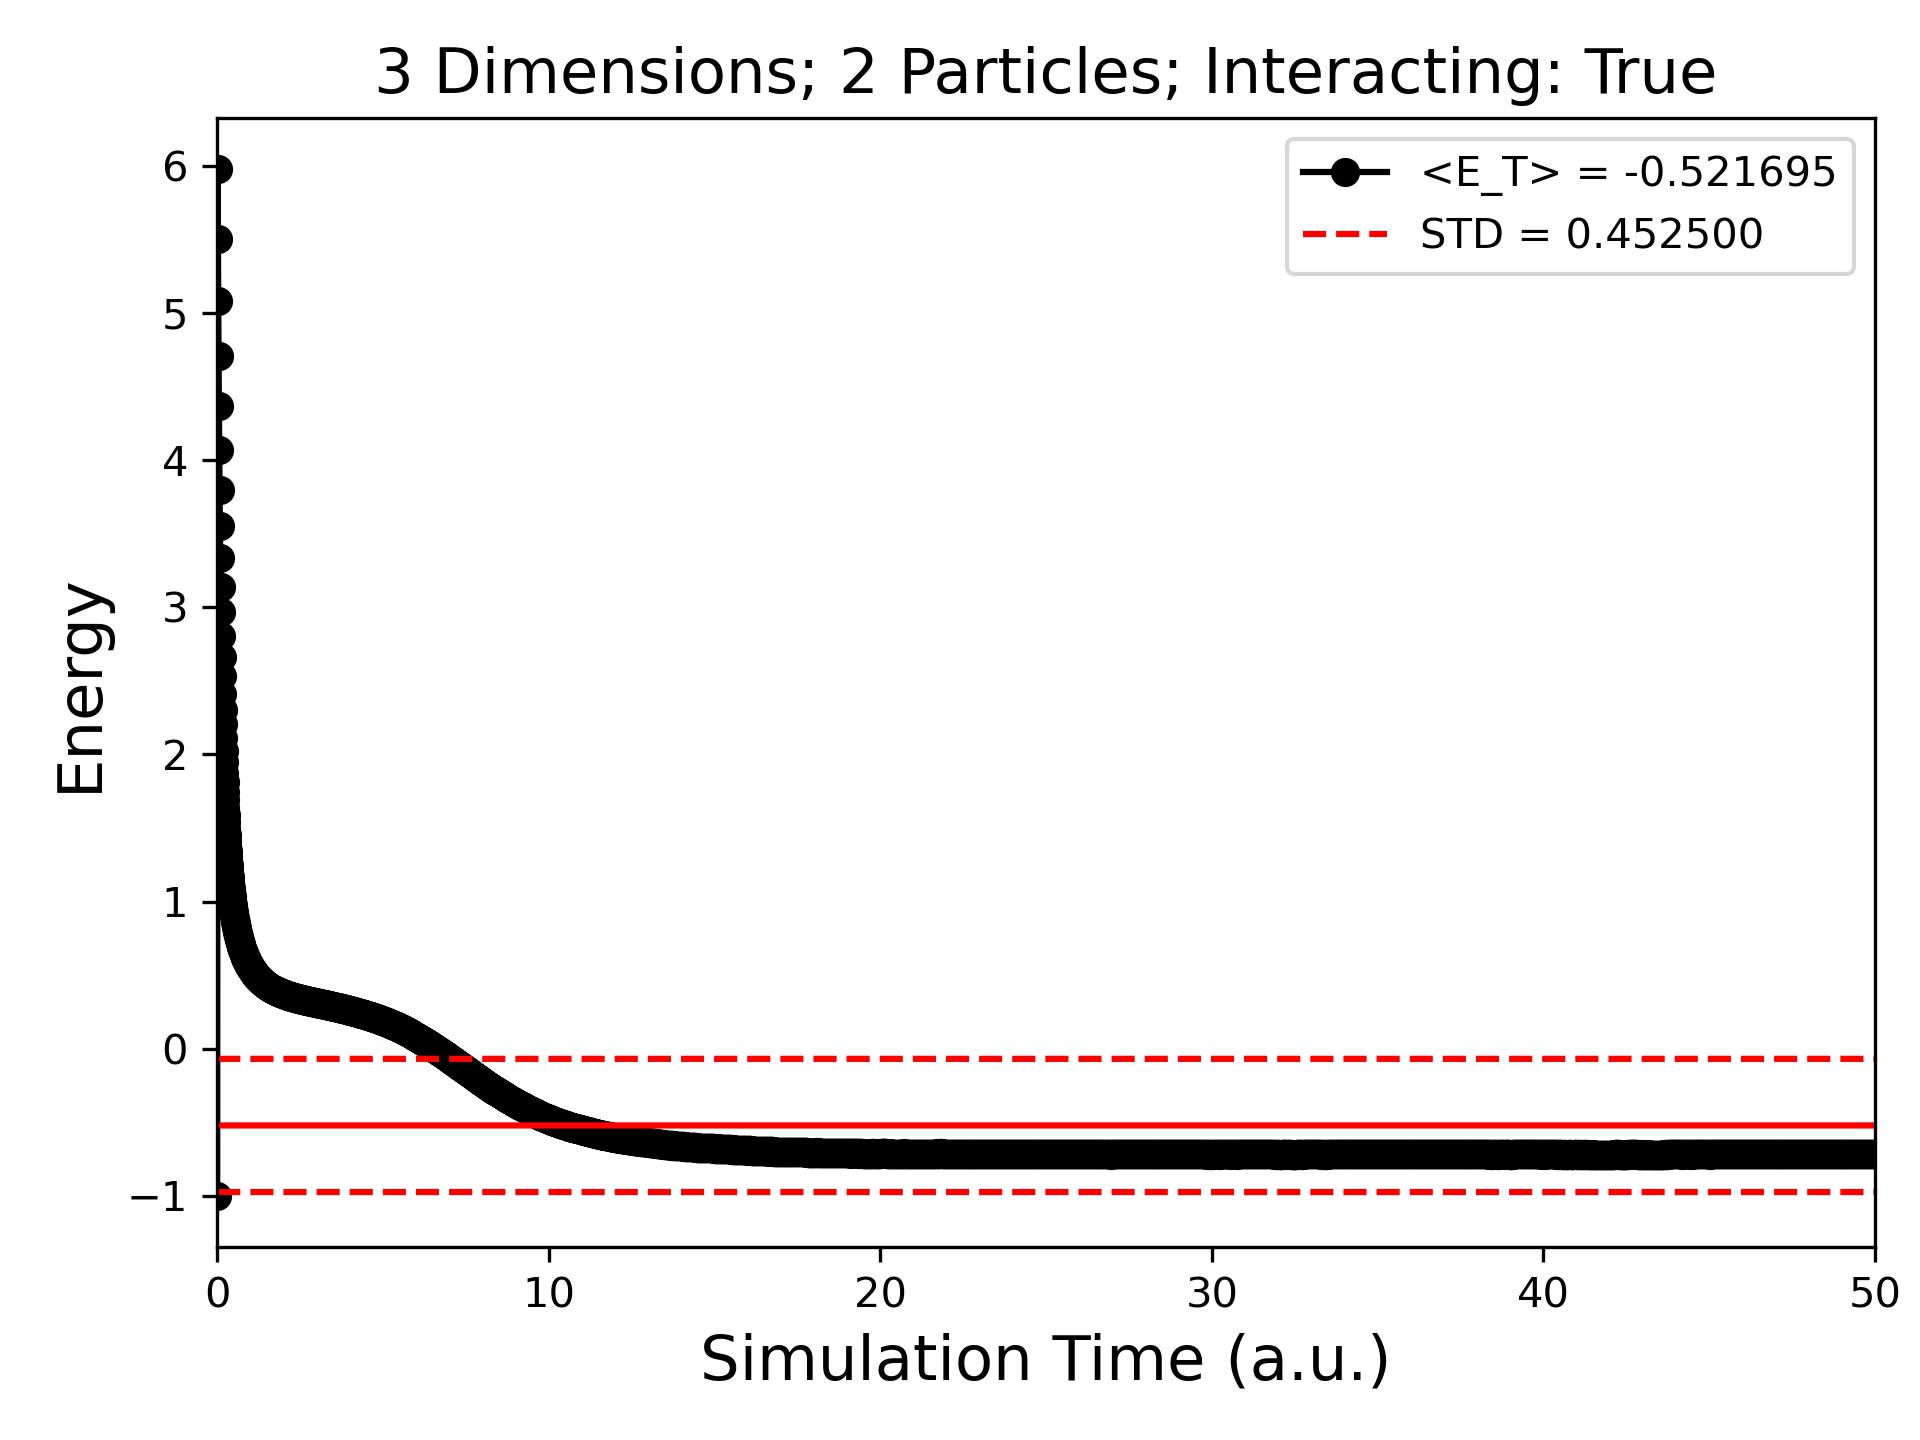 3 Dimensions; 2 Particles; Interacting: True
<E_T> = -0.521695
STD = 0.452500
6
5
4
3
2
1
0
−1
Energy
0 10 20 30 40 50
Simulation Time (a.u.)